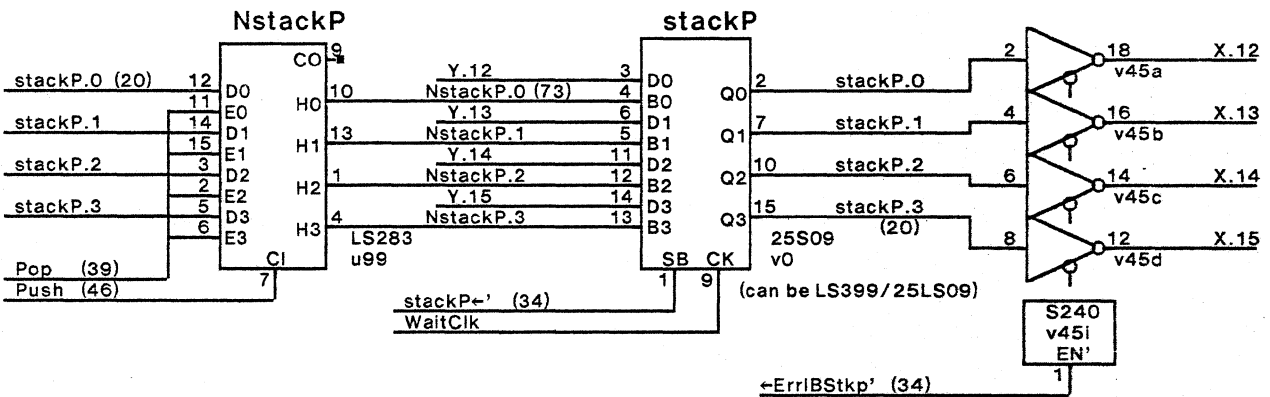 NstackP
stackP
stackP.0 (20)
stackP.1
stackP.2
stackP.3
Pop (39)
Push (46)
12
11
14
15
3
2
5
6
7
D0
E0
D1
E1
D2
E2
D3
E3
CI
CO
H0
H1
H2
H3
9
10
13
1
4
LS283
u99
Y.12
NstackP.0 (73)
Y.13
NstackP.1
Y.14
NstackP.2
Y.15
NstackP.3
3
4
6
5
11
12
14
13
D0
B0
D1
B1
D2
B2
D3
B3
SB CK
1
9
Q0
Q1
Q2
Q3
2
7
10
15
25S09
v0
(can be LS399/25LS09)
stackP←' (34)
WaitClk
stackP.0
stackP.1
stackP.2
stackP.3
(20)
2
4
6
8
18
v45a
X.12
16
v45b
X.13
14
v45c
X.14
12
v45d
X.15
S240
v45i
EN'
1
←ErrIBStkp' (34)